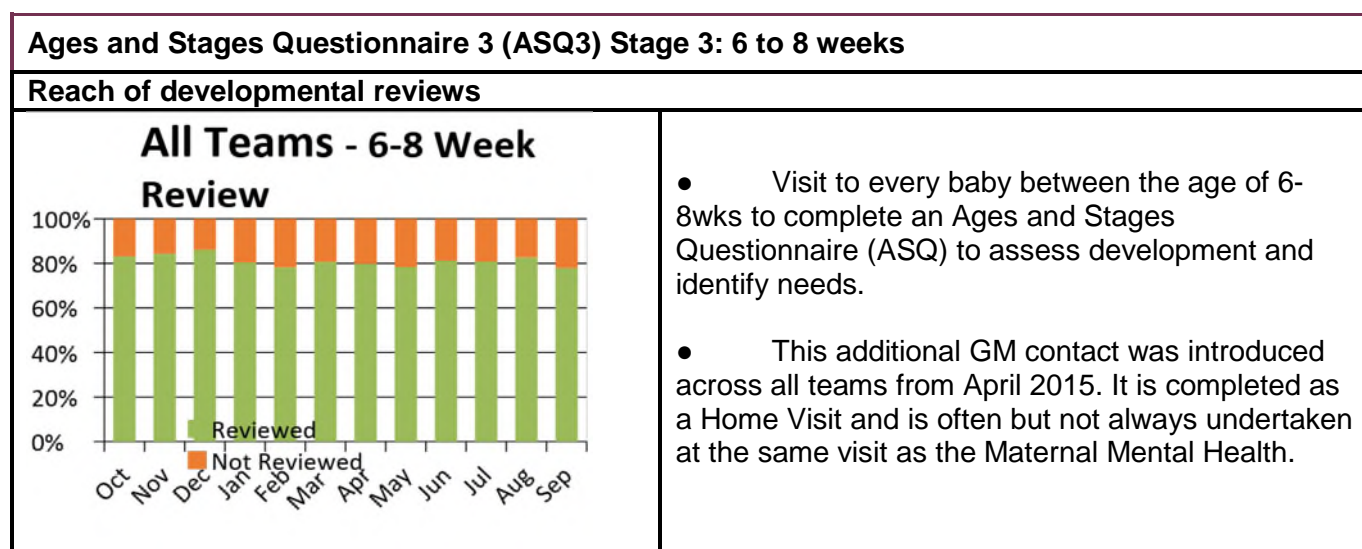 Ages and Stages Questionnaire 3 (ASQ3) Stage 3: 6 to 8 weeks
Reach of developmental reviews
All Teams - 6-8 Week
Review
100%
80%
60%
40%
20%
0%
Reviewed
Not Reviewed
Oct Nov Dec Jan Feb Mar Apr May Jun Jul Aug Sep
● Visit to every baby between the age of 6-
8wks to complete an Ages and Stages
Questionnaire (ASQ) to assess development and
identify needs.
● This additional GM contact was introduced
across all teams from April 2015. It is completed as
a Home Visit and is often but not always undertaken
at the same visit as the Maternal Mental Health.